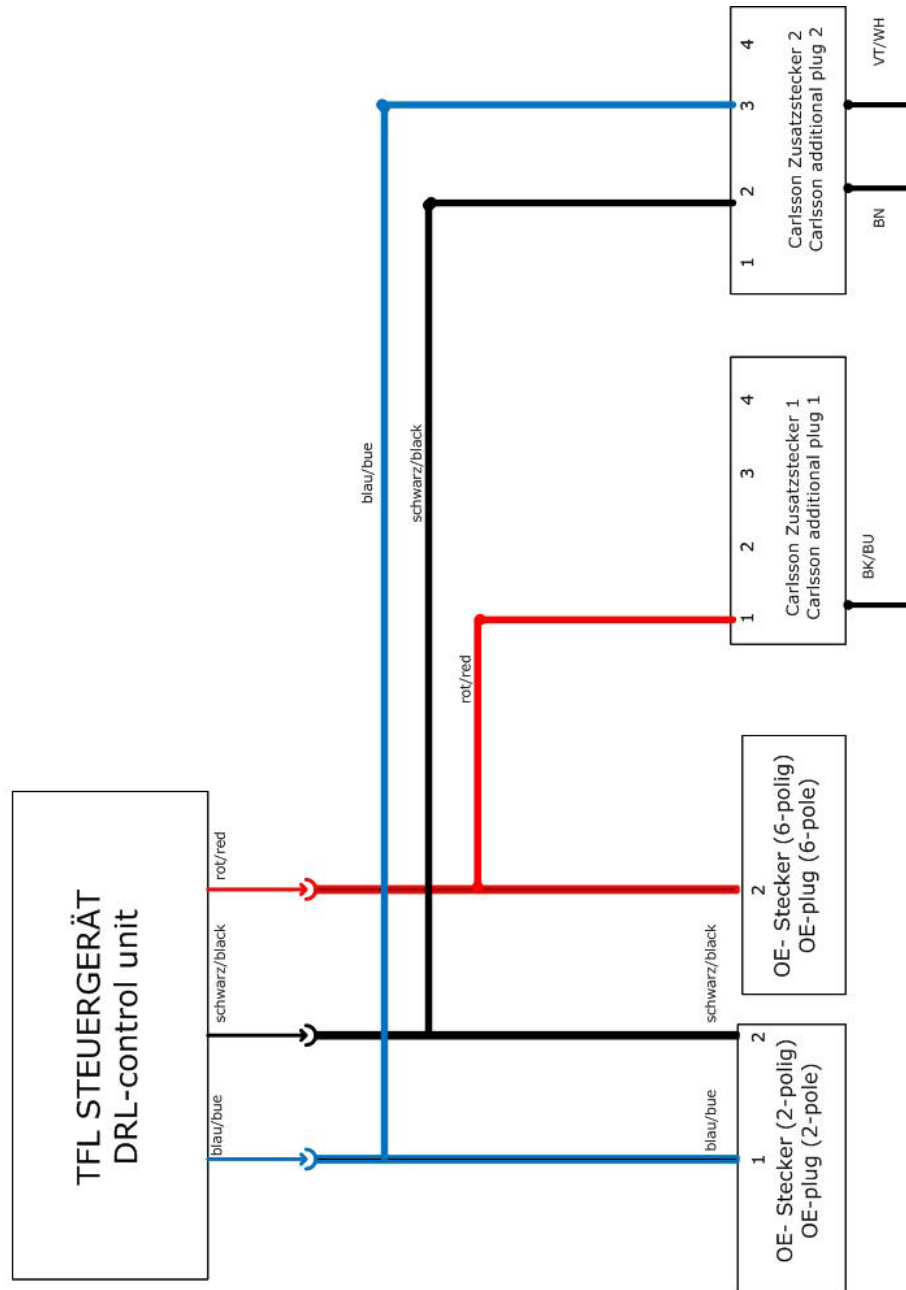 TFL STEUERGERÄT
DRL-control unit
blau/bue
schwarz/black
rot/red
blau/bue
schwarz/black
rot/red
blau/bue
schwarz/black
1
2
OE- Stecker (2-polig)
OE-plug (2-pole)
2
OE- Stecker (6-polig)
OE-plug (6-pole)
1
2
3
4
Carlsson Zusatzstecker 1
Carlsson additional plug 1
BK/BU
1
2
3
4
Carlsson Zusatzstecker 2
Carlsson additional plug 2
BN
VT/WH